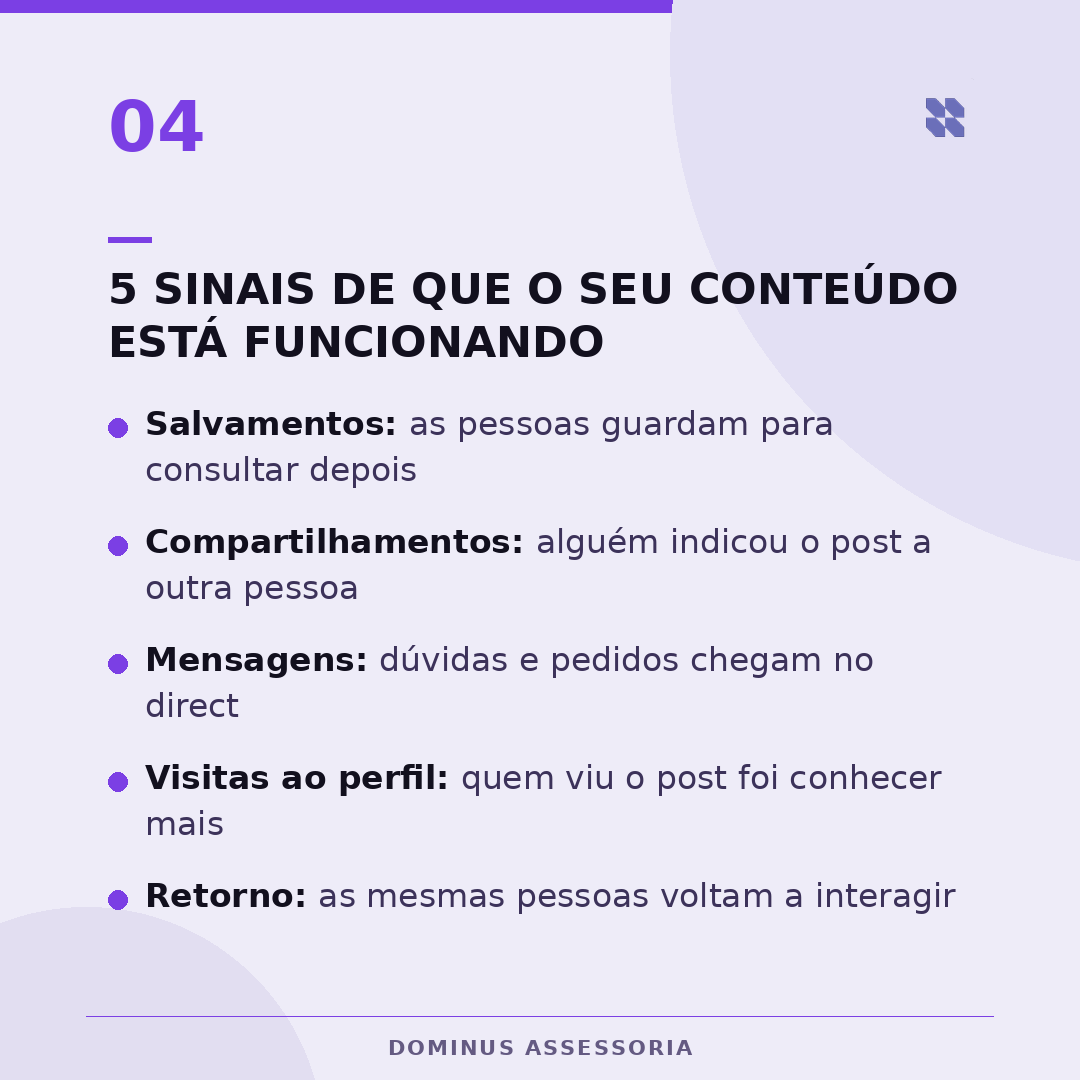 04
5 SINAIS DE QUE O SEU CONTEÚDO
ESTÁ FUNCIONANDO
Salvamentos: as pessoas guardam para
consultar depois
Compartilhamentos: alguém indicou o post a
outra pessoa
Mensagens: dúvidas e pedidos chegam no
direct
Visitas ao perfil: quem viu o post foi conhecer
mais
Retorno: as mesmas pessoas voltam a interagir
DOMINUS ASSESSORIA